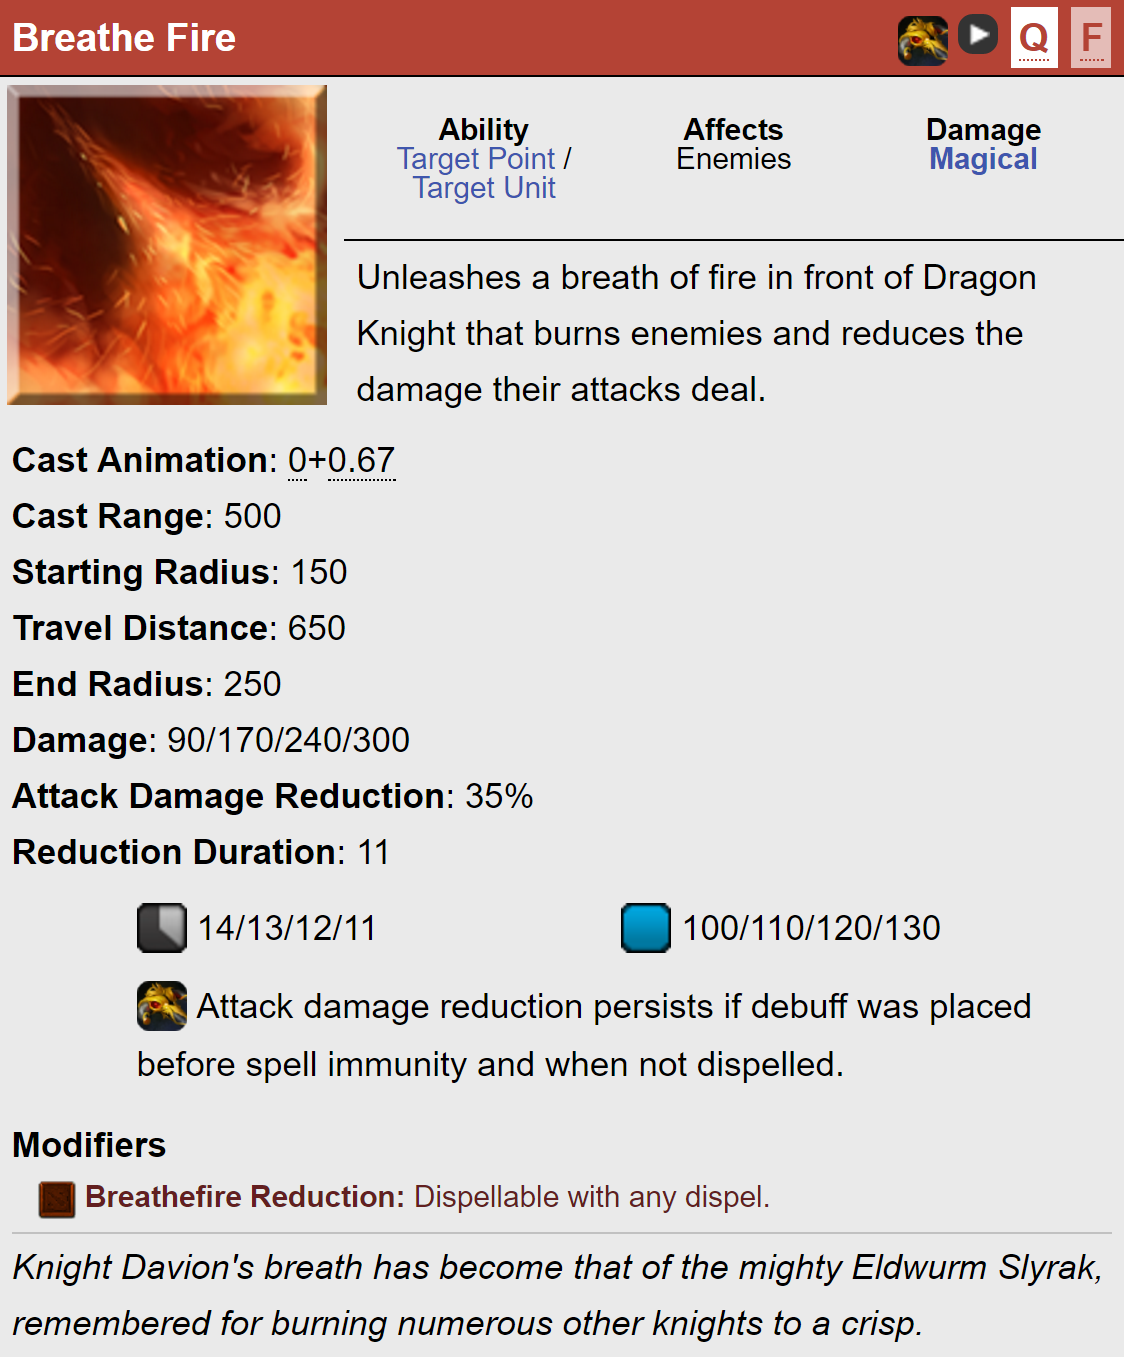 Breathe Fire Q F
Ability Affects Damage
Target Point / Enemies Magical
Target Unit
Unleashes a breath of fire in front of Dragon
Knight that burns enemies and reduces the
damage their attacks deal.
Cast Animation: 0+0.67
Cast Range: 500
Starting Radius: 150
Travel Distance: 650
End Radius: 250
Damage: 90/170/240/300
Attack Damage Reduction: 35%
Reduction Duration: 11
14/13/12/11 100/110/120/130
Attack damage reduction persists if debuff was placed
before spell immunity and when not dispelled.
Modifiers
Breathefire Reduction: Dispellable with any dispel.
Knight Davion's breath has become that of the mighty Eldwurm Slyrak,
remembered for burning numerous other knights to a crisp.